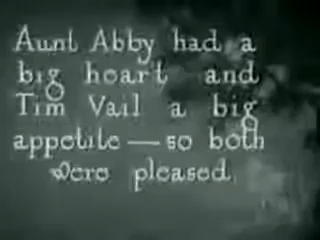 Aunt Abby had a
big heart and
Tim Vail a big
appetite — so both
were pleased.